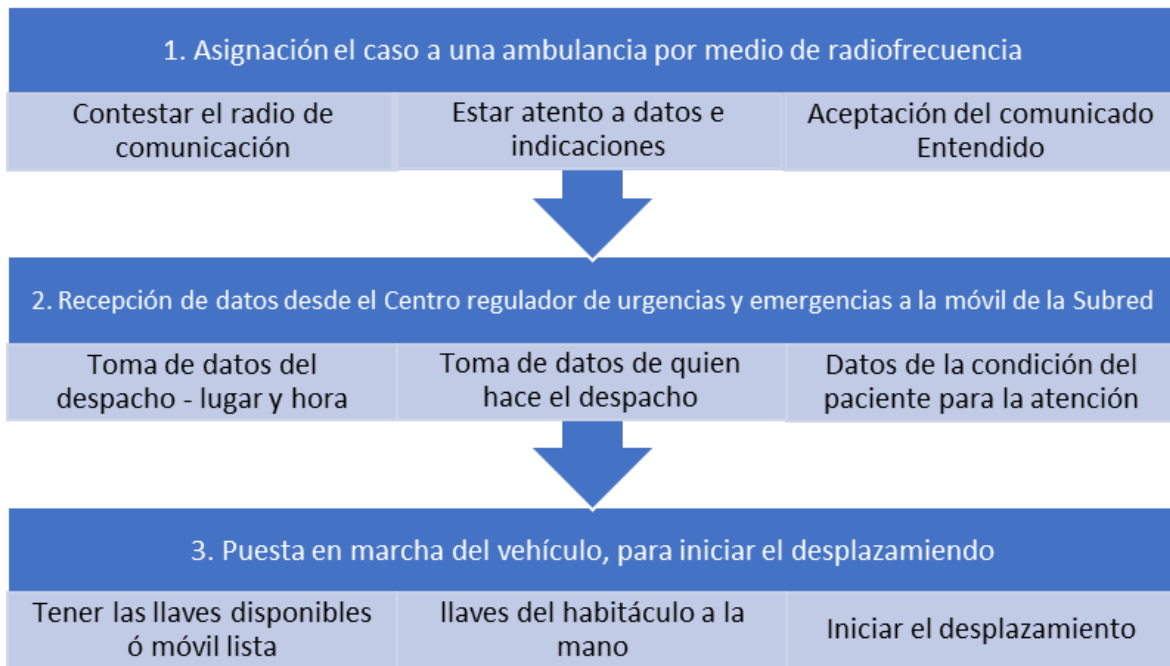 1. Asignación el caso a una ambulancia por medio de radiofrecuencia
Contestar el radio de
comunicación
Estar atento a datos e
indicaciones
Aceptación del comunicado
Entendido
2. Recepción de datos desde el Centro regulador de urgencias y emergencias a la móvil de la Subred
Toma de datos del
despacho - lugar y hora
Toma de datos de quien
hace el despacho
Datos de la condición del
paciente para la atención
3. Puesta en marcha del vehículo, para iniciar el desplazamiendo
Tener las llaves disponibles
ó móvil lista
llaves del habitáculo a la
mano
Iniciar el desplazamiento